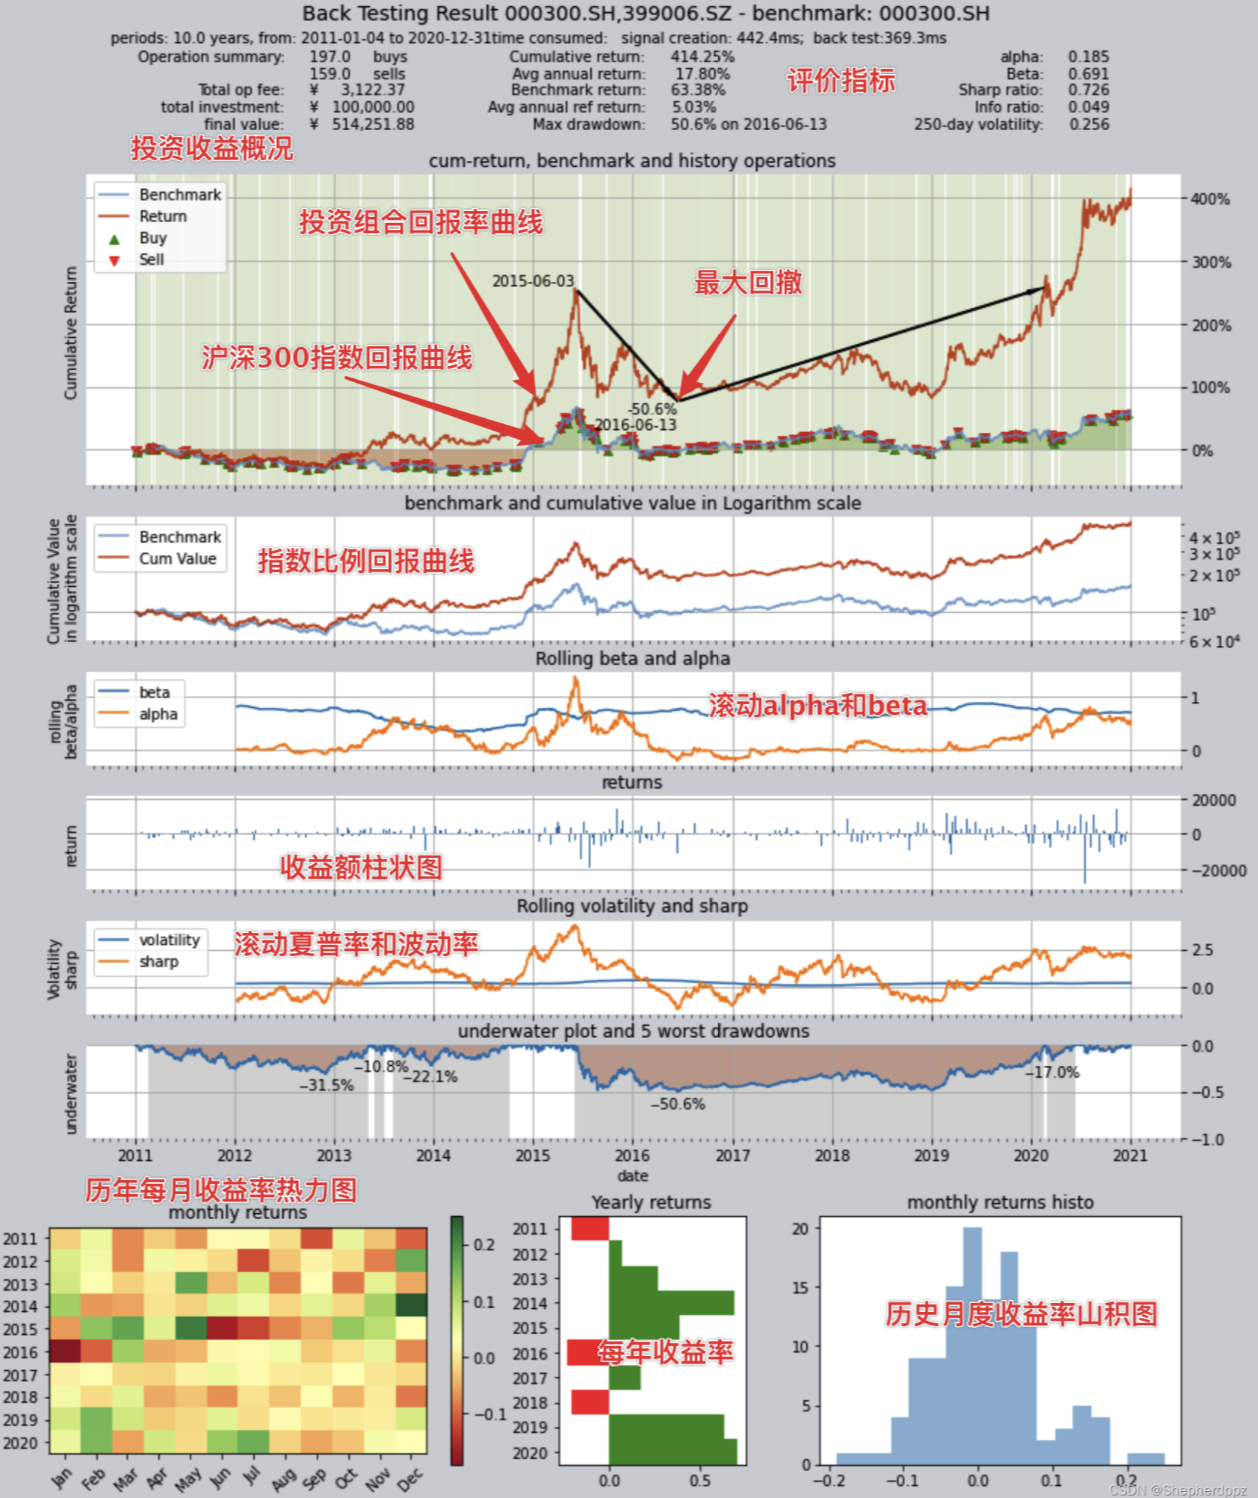 Back Testing Result 000300.SH,399006.SZ - benchmark: 000300.SH
periods: 10.0 years, from: 2011-01-04 to 2020-12-31time consumed: signal creation: 442.4ms; back test:369.3ms
Operation summary: 197.0 buys Cumulative return: 414.25% alpha: 0.185
159.0 sells Avg annual return: 17.80% Beta: 0.691
Total op fee: ¥ 3,122.37 Benchmark return: 63.38% Sharp ratio: 0.726
total investment: ¥ 100,000.00 Avg annual ref return: 5.03% Info ratio: 0.049
final value: ¥ 514,251.88 Max drawdown: 50.6% on 2016-06-13 250-day volatility: 0.256
评价指标
投资收益概况
cum-return, benchmark and history operations
Benchmark
Return
Buy
Sell
投资组合回报率曲线
最大回撤
沪深300指数回报曲线
2015-06-03
-50.6%
2016-06-13
Cumulative Return
400%
300%
200%
100%
0%
benchmark and cumulative value in Logarithm scale
Benchmark
Cum Value
指数比例回报曲线
Cumulative Value
in logarithm scale
4 × 10⁵
3 × 10⁵
2 × 10⁵
10⁵
6 × 10⁴
Rolling beta and alpha
beta
alpha
滚动alpha和beta
rolling
beta/alpha
1
0
returns
return
收益额柱状图
20000
0
−20000
Rolling volatility and sharp
volatility
sharp
滚动夏普率和波动率
Volatility
sharp
2.5
0.0
underwater plot and 5 worst drawdowns
underwater
−31.5%
−10.8%
−22.1%
−50.6%
−17.0%
0.0
−0.5
−1.0
2011 2012 2013 2014 2015 2016 2017 2018 2019 2020 2021
date
历年每月收益率热力图
monthly returns
2011
2012
2013
2014
2015
2016
2017
2018
2019
2020
Jan Feb Mar Apr May Jun Jul Aug Sep Oct Nov Dec
0.2
0.1
0.0
−0.1
Yearly returns
2011
2012
2013
2014
2015
2016
2017
2018
2019
2020
每年收益率
0.0 0.5
monthly returns histo
历史月度收益率山积图
20
15
10
5
0
−0.2 −0.1 0.0 0.1 0.2
CSDN @Shepherdppz